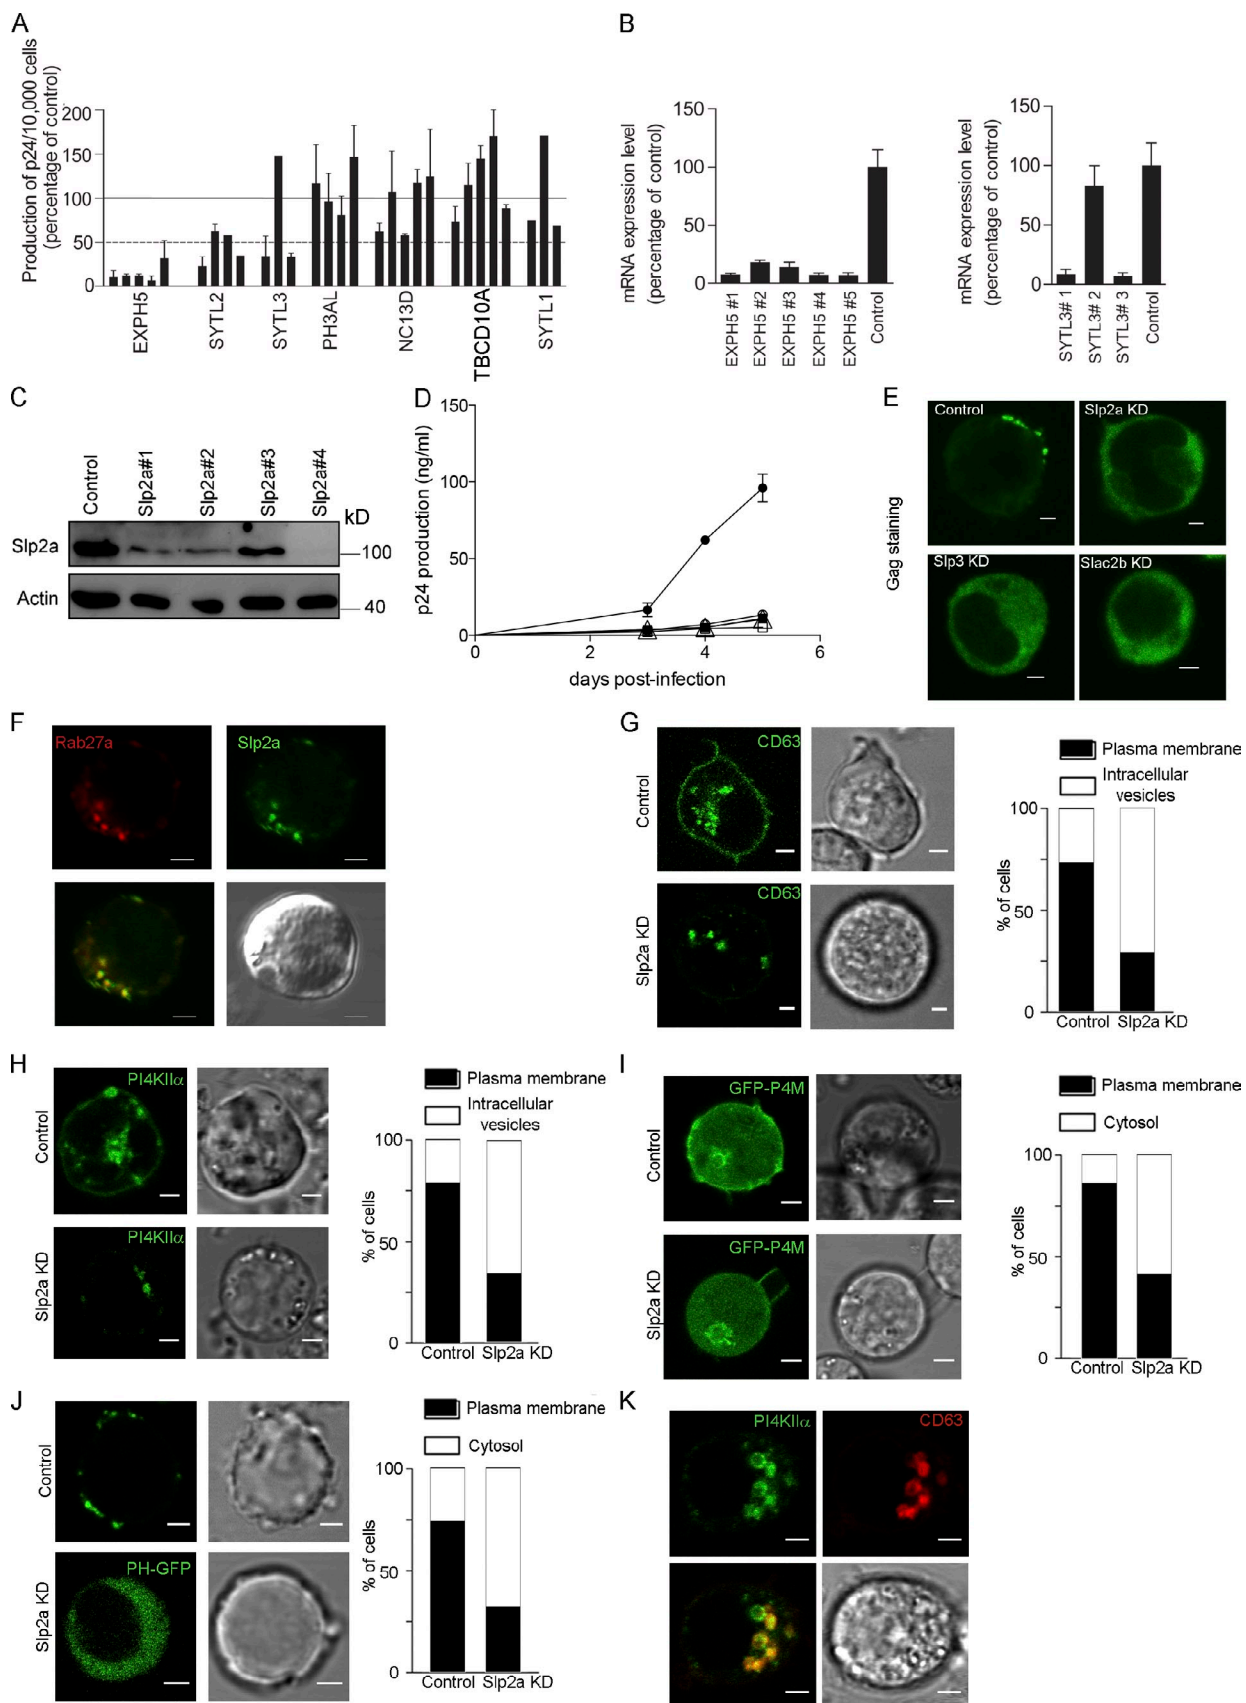 A
Production of p24/10,000 cells
(percentage of control)
200
150
100
50
0
EXPH5
SYTL2
SYTL3
PH3AL
NC13D
TBCD10A
SYTL1
B
mRNA expression level
(percentage of control)
150
100
50
0
EXPH5 #1
EXPH5 #2
EXPH5 #3
EXPH5 #4
EXPH5 #5
Control
mRNA expression level
(percentage of control)
150
100
50
0
SYTL3# 1
SYTL3# 2
SYTL3# 3
Control
C
Control
Slp2a#1
Slp2a#2
Slp2a#3
Slp2a#4
kD
Slp2a
100
Actin
40
D
p24 production (ng/ml)
150
100
50
0
0 2 4 6
days post-infection
E
Gag staining
Control
Slp2a KD
Slp3 KD
Slac2b KD
F
Rab27a
Slp2a
G
Control
CD63
Slp2a KD
CD63
Plasma membrane
Intracellular
vesicles
% of cells
100
50
0
Control Slp2a KD
H
Control
PI4KIIα
Slp2a KD
PI4KIIα
Plasma membrane
Intracellular
vesicles
% of cells
100
50
0
Control Slp2a KD
I
Control
GFP-P4M
Slp2a KD
GFP-P4M
Plasma membrane
Cytosol
% of cells
100
50
0
Control Slp2a KD
J
Control
Slp2a KD
PH-GFP
Plasma membrane
Cytosol
% of cells
100
50
0
Control Slp2a KD
K
PI4KIIα
CD63